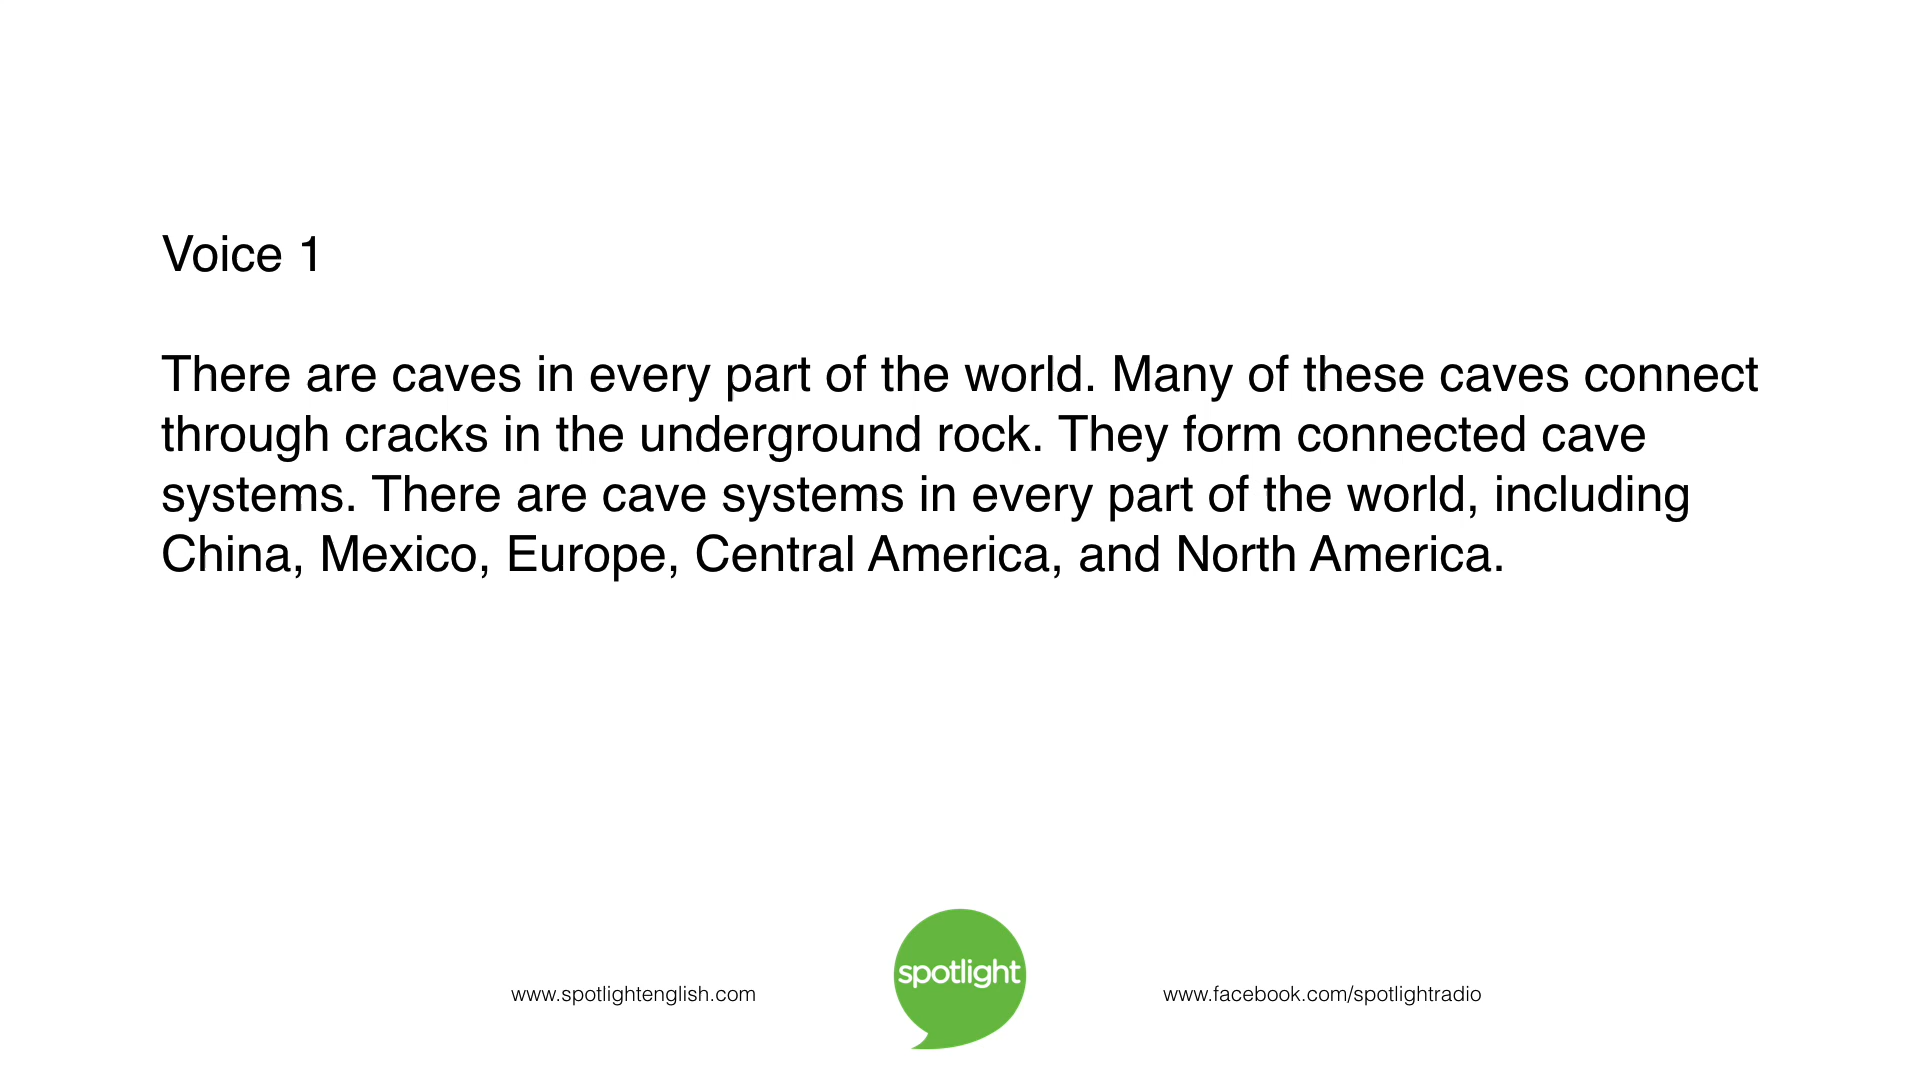 Voice 1
There are caves in every part of the world. Many of these caves connect
through cracks in the underground rock. They form connected cave
systems. There are cave systems in every part of the world, including
China, Mexico, Europe, Central America, and North America.
spotlight
www.spotlightenglish.com
www.facebook.com/spotlightradio